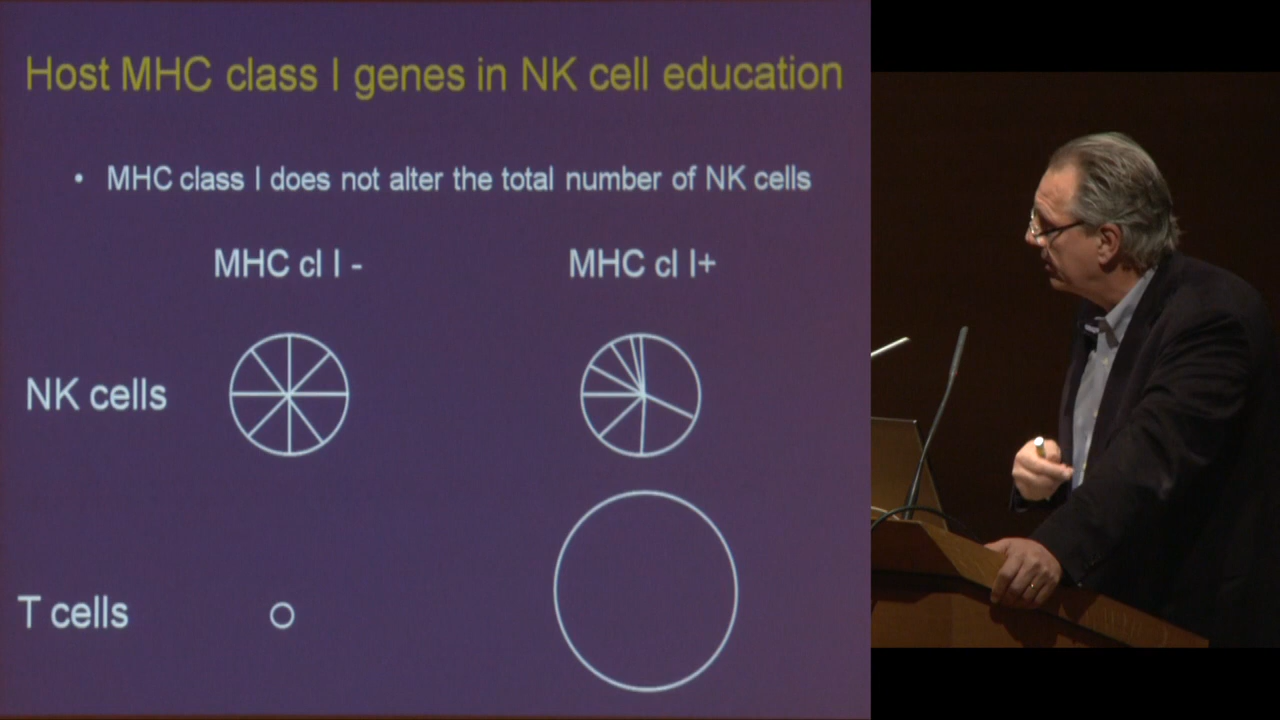 Host MHC class I genes in NK cell education
• MHC class I does not alter the total number of NK cells
MHC cl I - MHC cl I+
NK cells
T cells